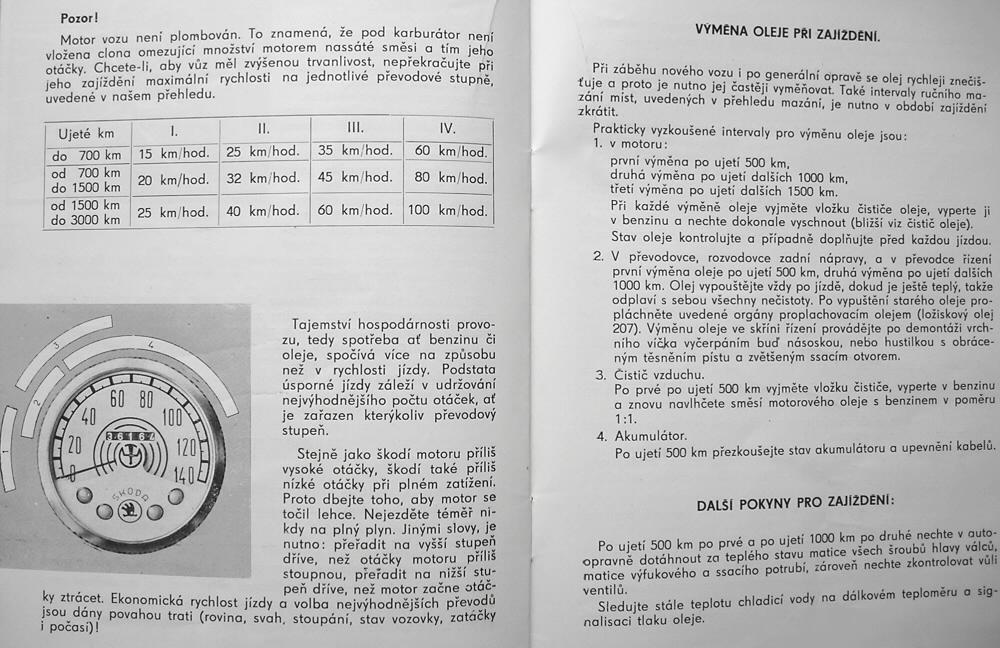 Pozor!
Motor vozu není plombován. To znamená, že pod karburátor není
vložena clona omezující množství motorem nassáté směsi a tím jeho
otáčky. Chcete-li, aby vůz měl zvýšenou trvanlivost, nepřekračujte při
jeho zajíždění maximální rychlosti na jednotlivé převodové stupně,
uvedené v našem přehledu.
Ujeté km I. II. III. IV.
do 700 km 15 km/hod. 25 km/hod. 35 km/hod. 60 km/hod.
od 700 km
do 1500 km 20 km/hod. 32 km/hod. 45 km/hod. 80 km/hod.
od 1500 km
do 3000 km 25 km/hod. 40 km/hod. 60 km/hod. 100 km/hod.
1 2 3 4
0 20 40 60 80 100 120 140
36164
ŠKODA
Tajemství hospodárnosti provo-
zu, tedy spotřeba ať benzinu či
oleje, spočívá více na způsobu
než v rychlosti jízdy. Podstata
úsporné jízdy záleží v udržování
nejvýhodnějšího počtu otáček, ať
je zařazen kterýkoliv převodový
stupeň.
Stejně jako škodí motoru příliš
vysoké otáčky, škodí také příliš
nízké otáčky při plném zatížení.
Proto dbejte toho, aby motor se
točil lehce. Nejezděte téměř ni-
kdy na plný plyn. Jinými slovy, je
nutno: přeřadit na vyšší stupeň
dříve, než otáčky motoru příliš
stoupnou, přeřadit na nižší stu-
peň dříve, než motor začne otáč-
ky ztrácet. Ekonomická rychlost jízdy a volba nejvýhodnějších převodů
jsou dány povahou trati (rovina, svah, stoupání, stav vozovky, zatáčky
i počasí)!
VÝMĚNA OLEJE PŘI ZAJÍŽDĚNÍ.
Při záběhu nového vozu i po generální opravě se olej rychleji znečiš-
ťuje a proto je nutno jej častěji vyměňovat. Také intervaly ručního ma-
zání míst, uvedených v přehledu mazání, je nutno v období zajíždění
zkrátit.
Prakticky vyzkoušené intervaly pro výměnu oleje jsou:
1. v motoru:
první výměna po ujetí 500 km,
druhá výměna po ujetí dalších 1000 km,
třetí výměna po ujetí dalších 1500 km.
Při každé výměně oleje vyjměte vložku čističe oleje, vyperte ji
v benzinu a nechte dokonale vyschnout (bližší viz čistič oleje).
Stav oleje kontrolujte a případně doplňujte před každou jízdou.
2. V převodovce, rozvodovce zadní nápravy, a v převodce řízení
první výměna oleje po ujetí 500 km, druhá výměna po ujetí dalších
1000 km. Olej vypouštějte vždy po jízdě, dokud je ještě teplý, takže
odplaví s sebou všechny nečistoty. Po vypuštění starého oleje pro-
pláchněte uvedené orgány proplachovacím olejem (ložiskový olej
207). Výměnu oleje ve skříni řízení provádějte po demontáži vrch-
ního víčka vyčerpáním buď násoskou, nebo hustilkou s obráce-
ným těsněním pístu a zvětšeným ssacím otvorem.
3. Čistič vzduchu.
Po prvé po ujetí 500 km vyjměte vložku čističe, vyperte v benzinu
a znovu navlhčete směsí motorového oleje s benzinem v poměru
1:1.
4. Akumulátor.
Po ujetí 500 km přezkoušejte stav akumulátoru a upevnění kabelů.
DALŠÍ POKYNY PRO ZAJÍŽDĚNÍ:
Po ujetí 500 km po prvé a po ujetí 1000 km po druhé nechte v auto-
opravně dotáhnout za teplého stavu matice všech šroubů hlavy válců,
matice výfukového a ssacího potrubí, zároveň nechte zkontrolovat vůli
ventilů.
Sledujte stále teplotu chladicí vody na dálkovém teploměru a sig-
nalisaci tlaku oleje.